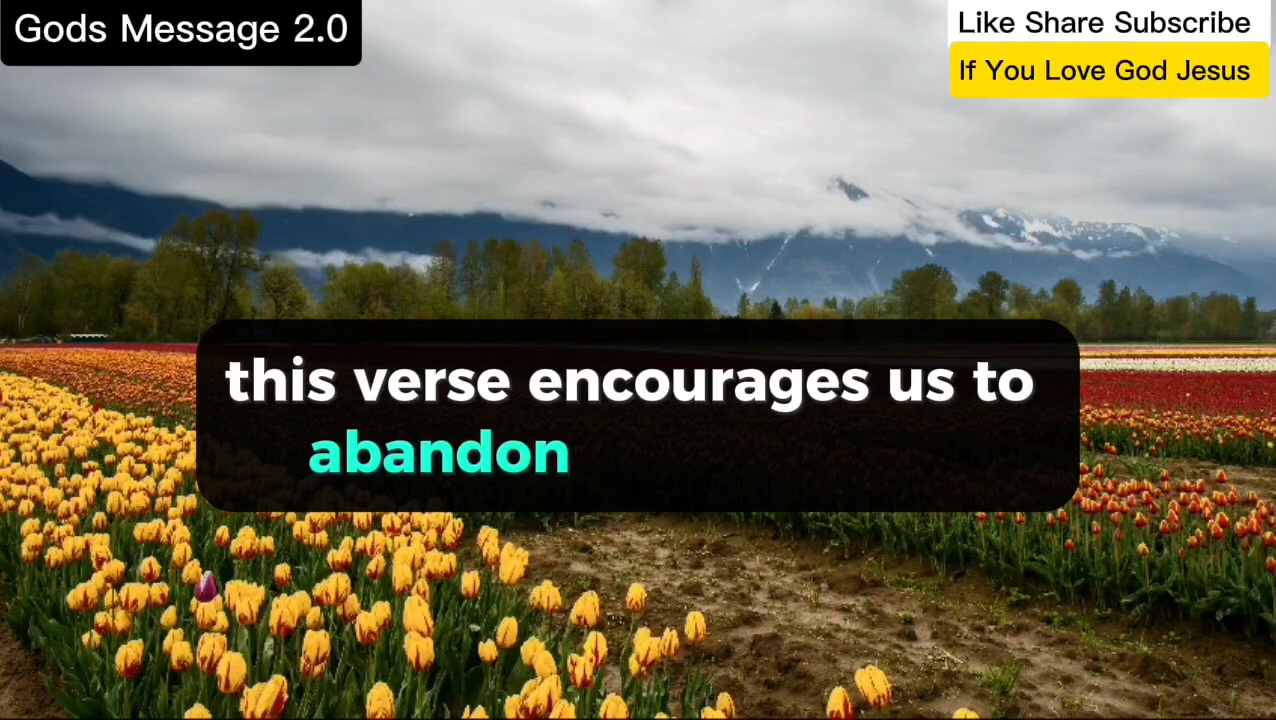 Gods Message 2.0
Like Share Subscribe
If You Love God Jesus
this verse encourages us to
abandon